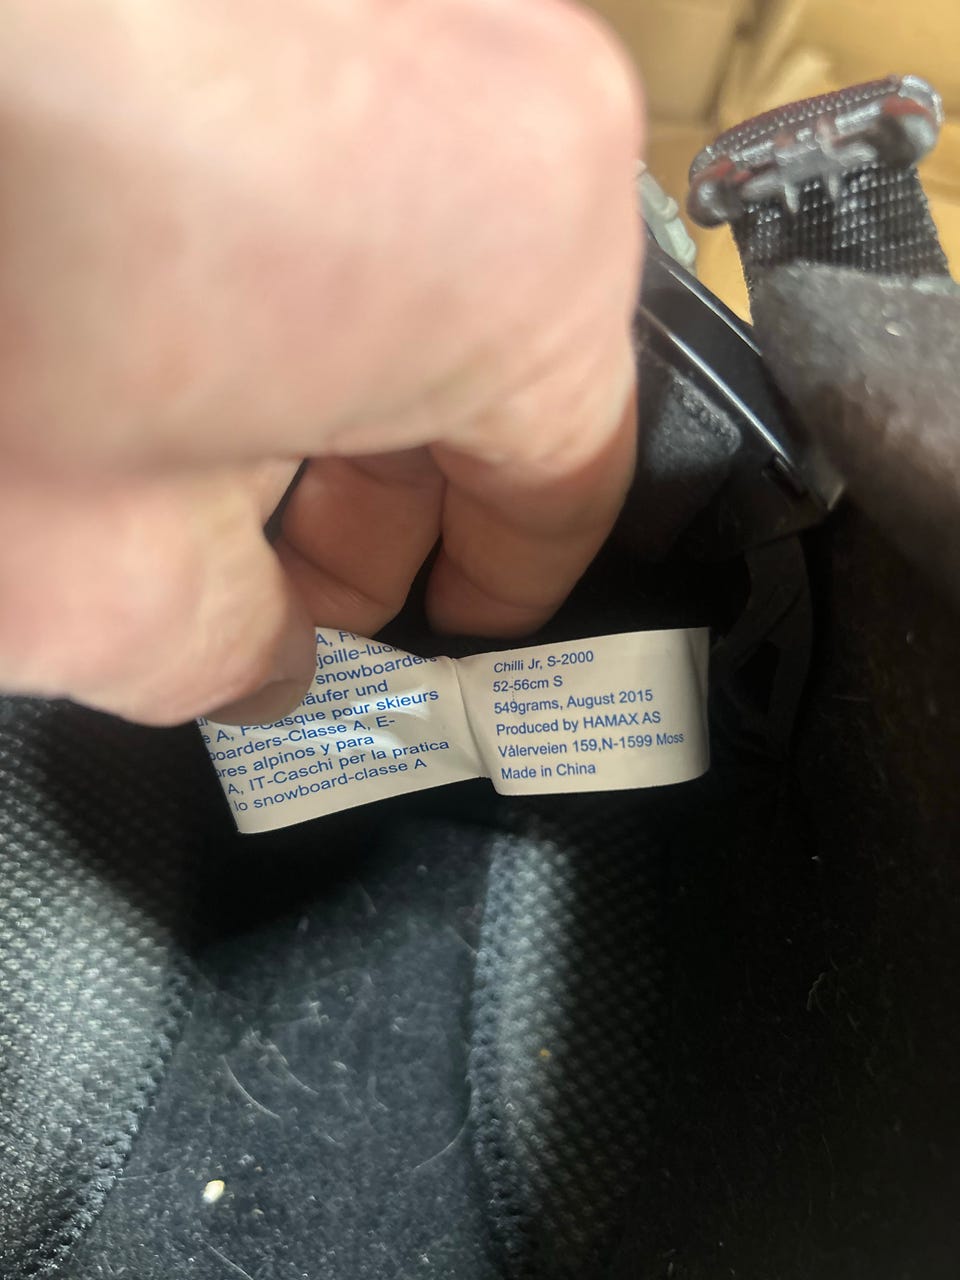 A,
joille-luo
snowboarders
äufer und
A, F-Casque pour skieurs
boarders-Classe A, E-
res alpinos y para
A, IT-Caschi per la pratica
lo snowboard-classe A
Chilli Jr, S-2000
52-56cm S
549grams, August 2015
Produced by HAMAX AS
Vålerveien 159,N-1599 Moss
Made in China